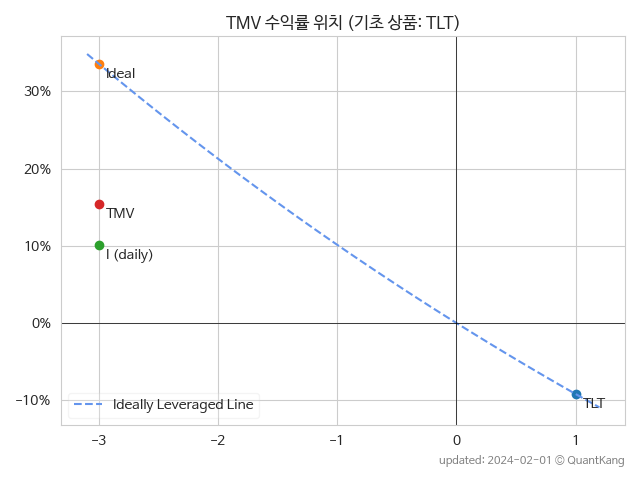 TMV 수익률 위치 (기초 상품: TLT)
30%
20%
10%
0%
−10%
Ideal
TMV
I (daily)
TLT
Ideally Leveraged Line
−3
−2
−1
0
1
updated: 2024-02-01 © QuantKang